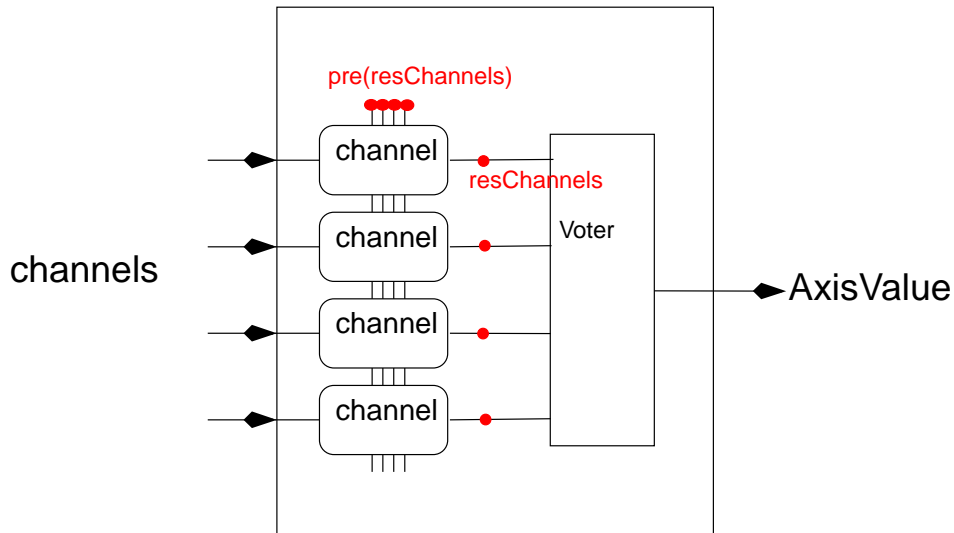 pre(resChannels)
channel
resChannels
channel
Voter
channels
AxisValue
channel
channel